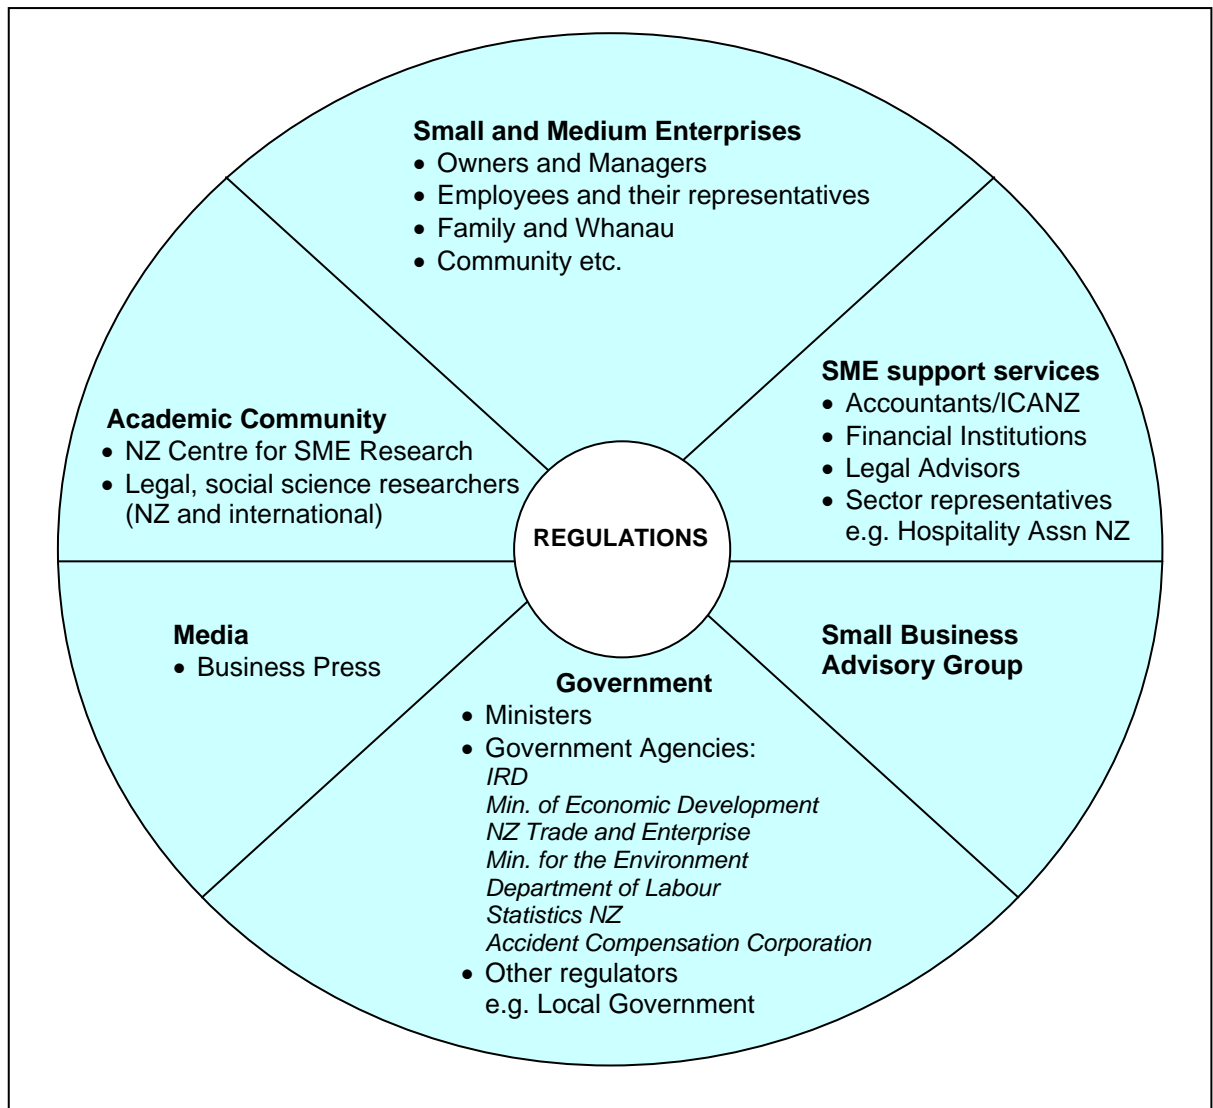 Small and Medium Enterprises
• Owners and Managers
• Employees and their representatives
• Family and Whanau
• Community etc.
SME support services
• Accountants/ICANZ
• Financial Institutions
• Legal Advisors
• Sector representatives
e.g. Hospitality Assn NZ
Academic Community
• NZ Centre for SME Research
• Legal, social science researchers
(NZ and international)
REGULATIONS
Media
• Business Press
Small Business
Advisory Group
Government
• Ministers
• Government Agencies:
IRD
Min. of Economic Development
NZ Trade and Enterprise
Min. for the Environment
Department of Labour
Statistics NZ
Accident Compensation Corporation
• Other regulators
e.g. Local Government